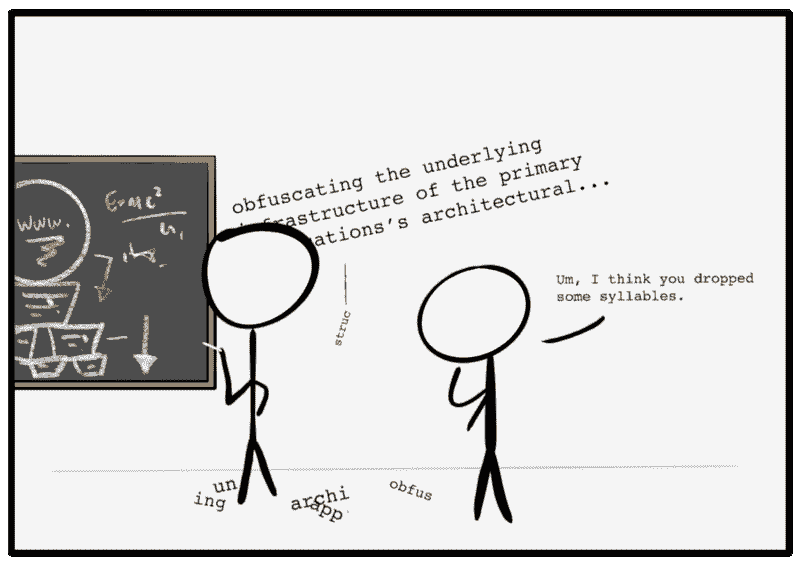 obfuscating the underlying
infrastructure of the primary
ations's architectural...
Um, I think you dropped
some syllables.
www.
E=mc²
struc
un
ing
archi
app
obfus